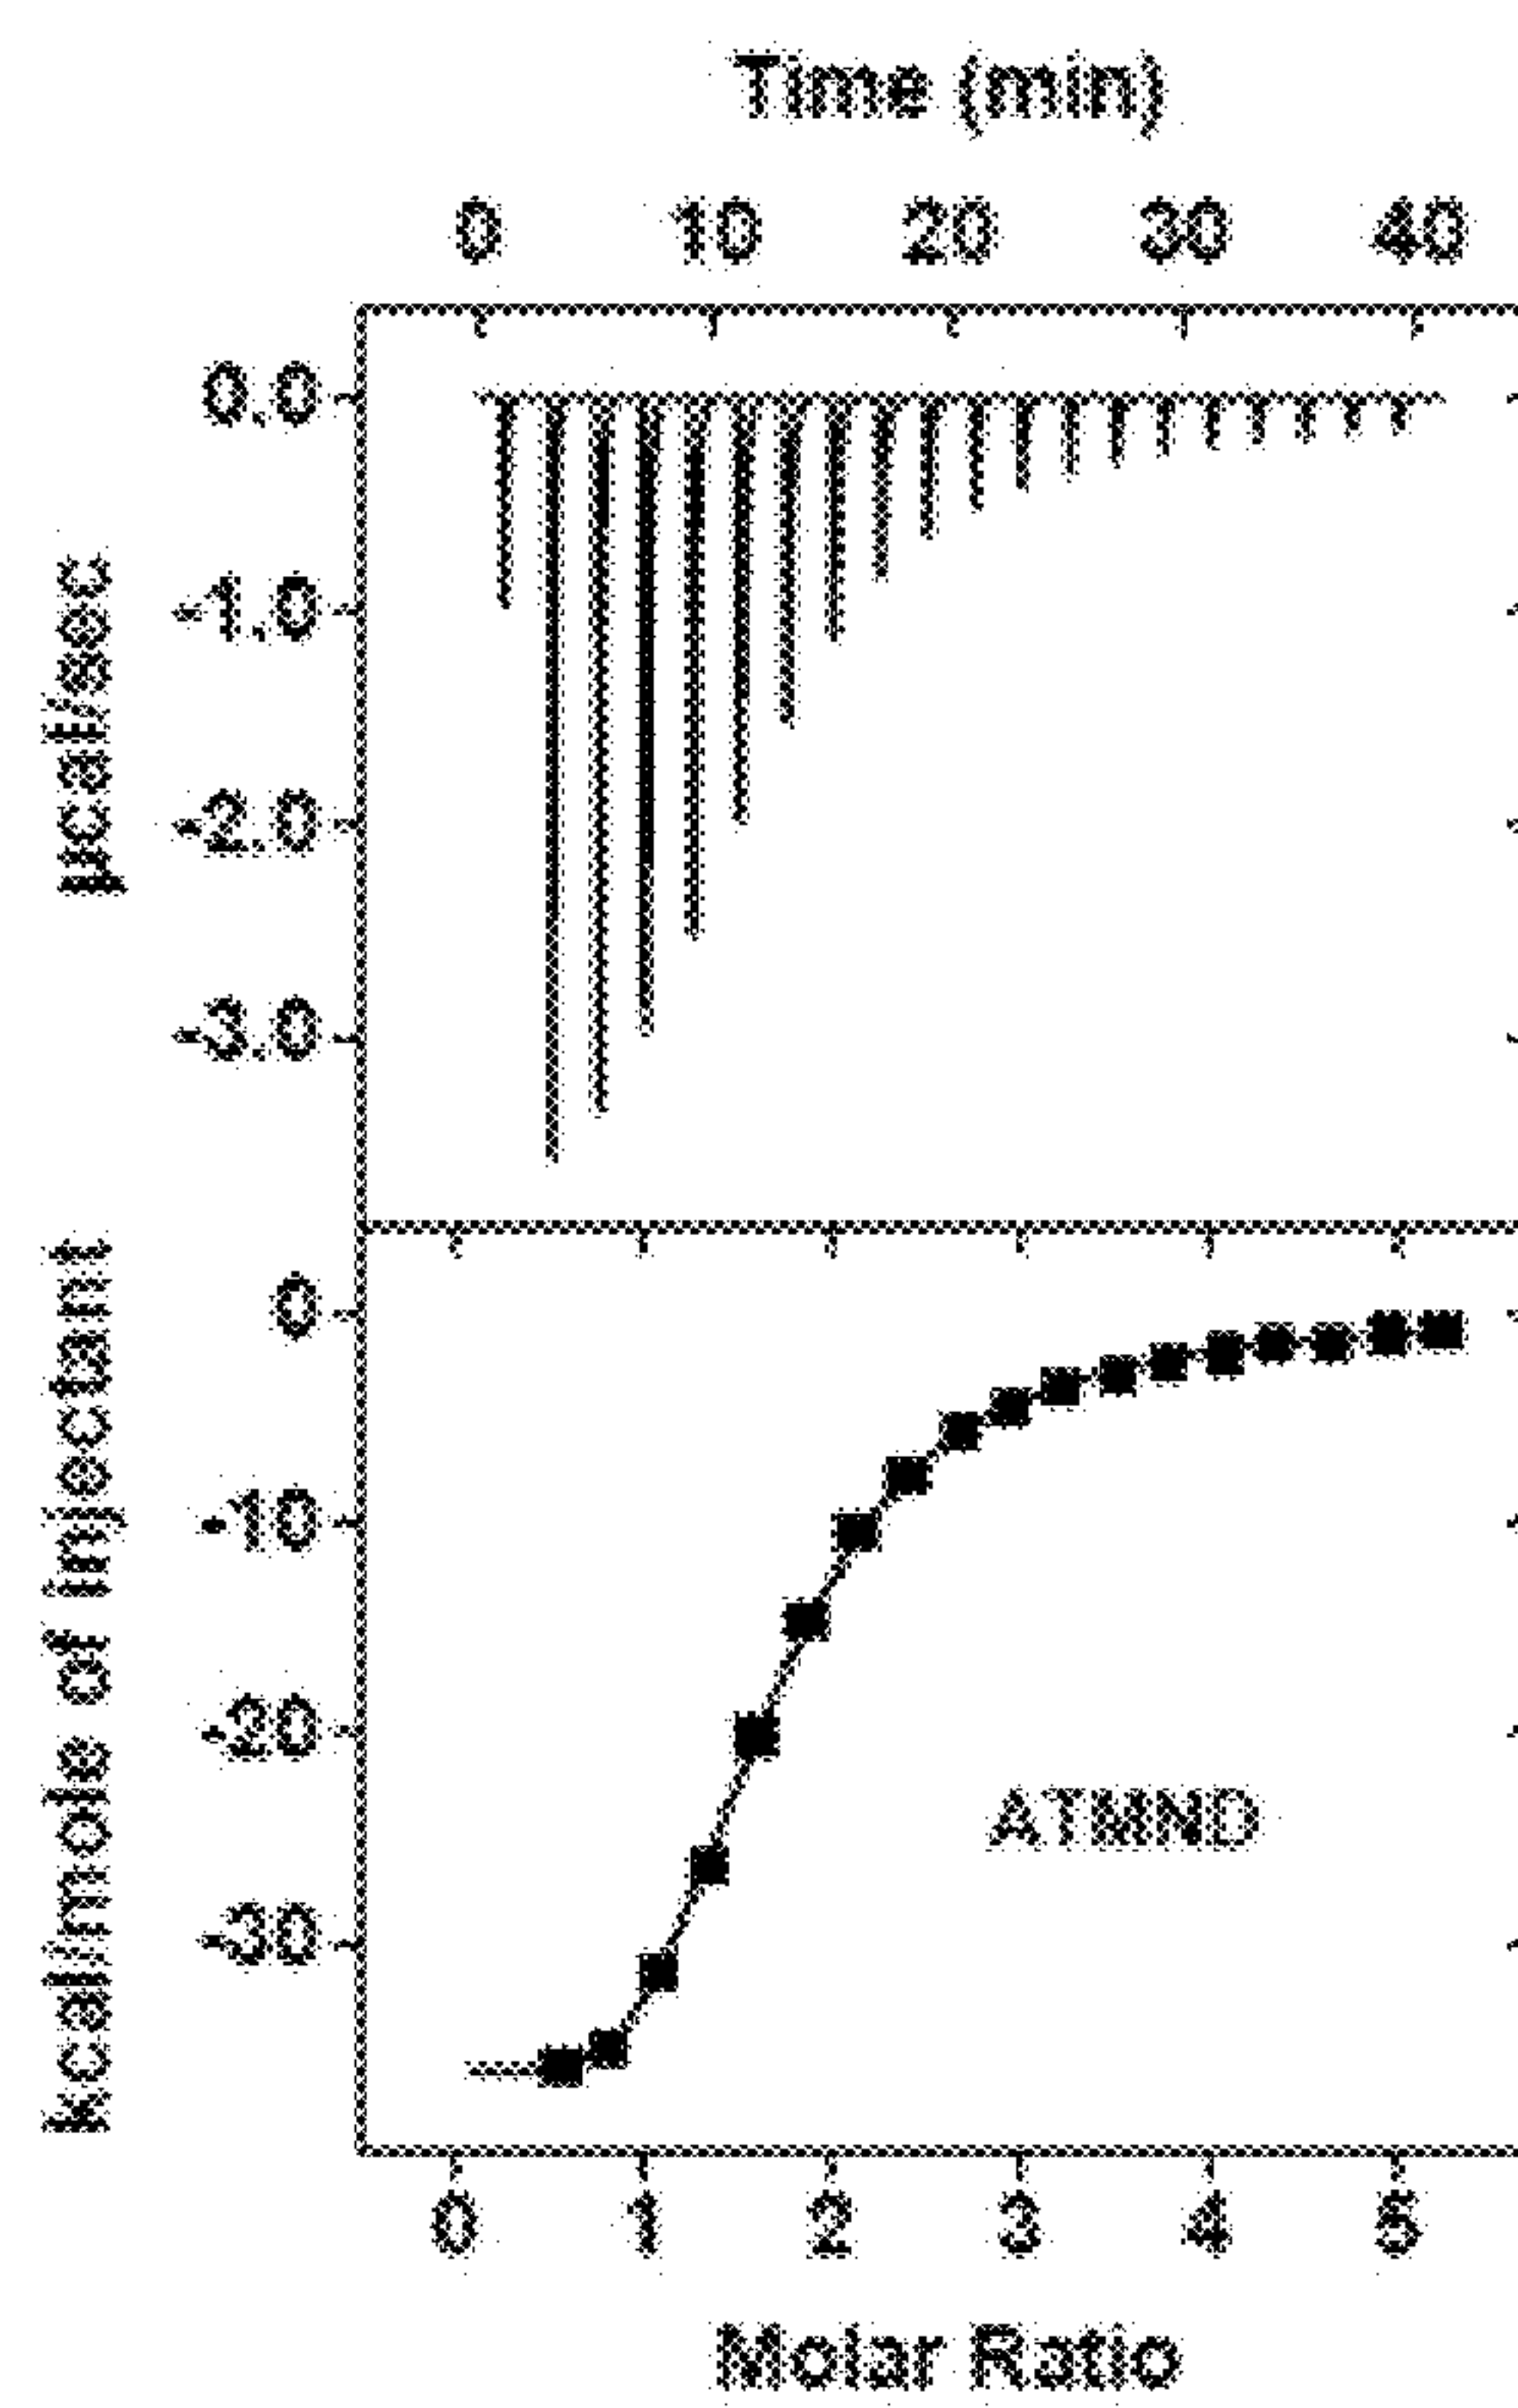 Time (min)
0 10 20 30 40
0.0
-1.0
-2.0
-3.0
µcal/sec
0
-10
-20
-30
kcal/mole of injectant
ATMND
0 1 2 3 4 5
Molar Ratio